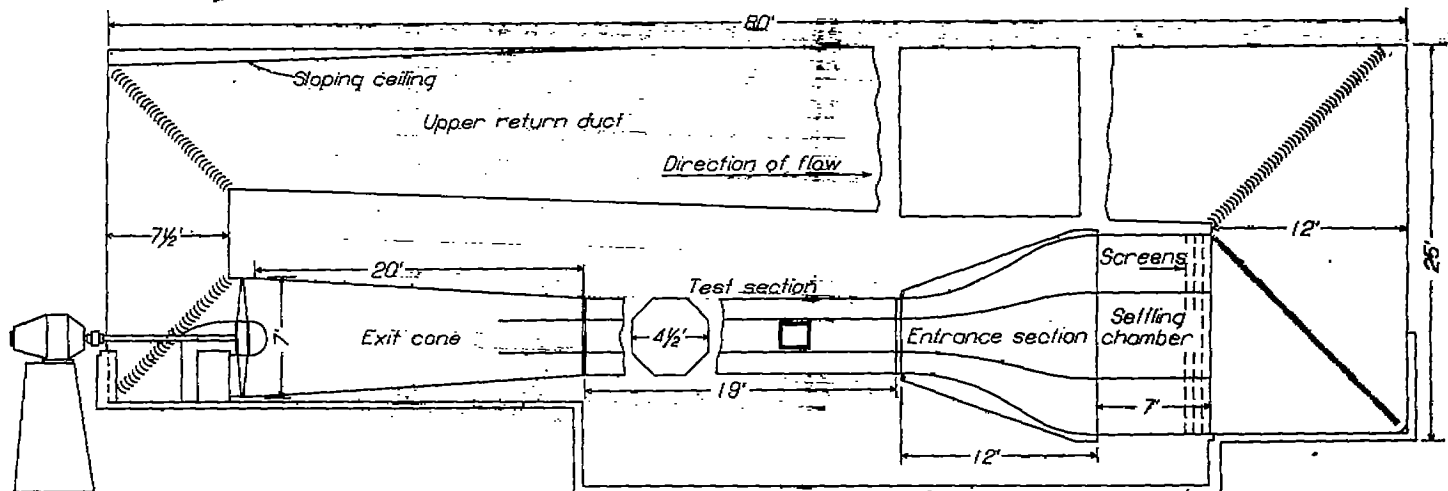 80'
Sloping ceiling
Upper return duct
Direction of flow
7½'
12'
25'
20'
Screens
Test section
Exit cone
7'
4½'
Entrance section
Settling
chamber
19'
7'
12'